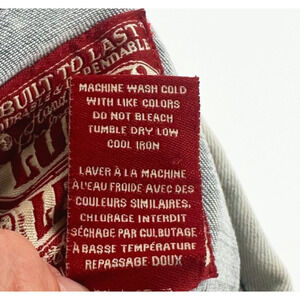 BUILT TO LAST
MACHINE WASH COLD
WITH LIKE COLORS
DO NOT BLEACH
TUMBLE DRY LOW
COOL IRON
LAVER À LA MACHINE
A L'EAU FROIDE AVEC DES
COULEURS SIMILAIRES,
CHLORAGE INTERDIT
SÉCHAGE PAR CULBUTAGE
À BASSE TEMPÉRATURE
REPASSAGE DOUX